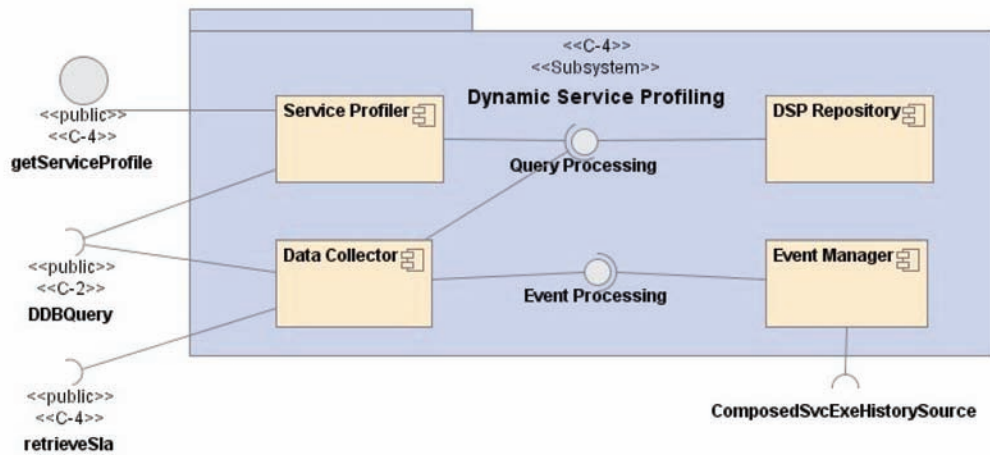 <<C-4>>
<<Subsystem>>
Dynamic Service Profiling
<<public>>
<<C-4>>
getServiceProfile
Service Profiler
Query Processing
DSP Repository
<<public>>
<<C-2>>
DDBQuery
Data Collector
Event Processing
Event Manager
<<public>>
<<C-4>>
retrieveSla
ComposedSvcExeHistorySource